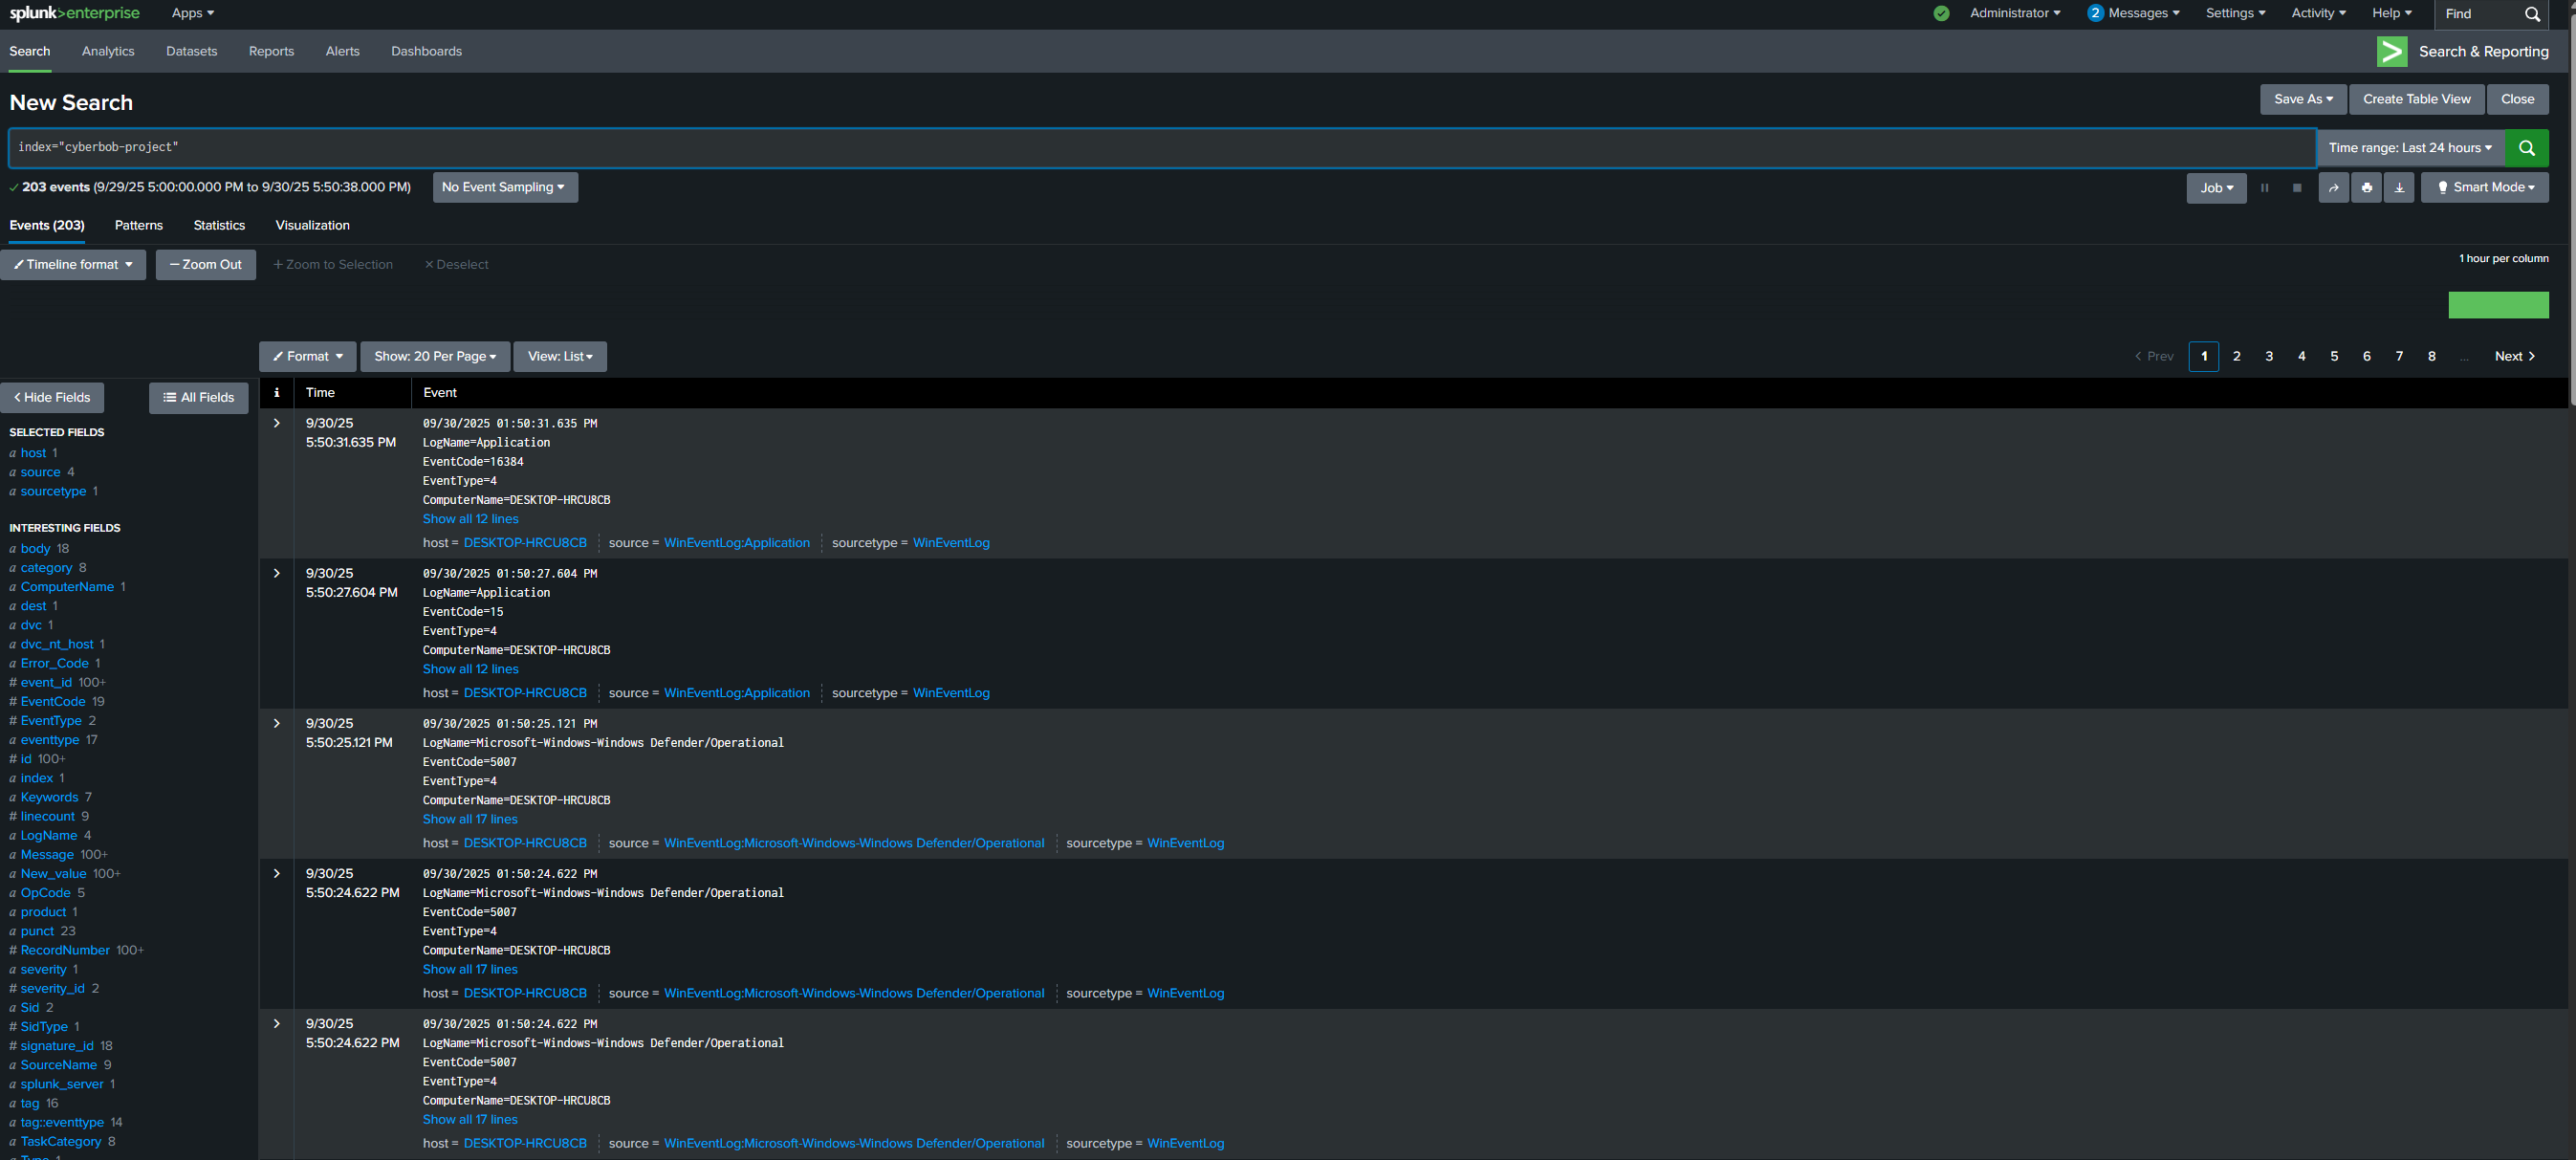 splunk>enterprise Apps Administrator 2 Messages Settings Activity Help Find
Search Analytics Datasets Reports Alerts Dashboards Search & Reporting
New Search Save As Create Table View Close
index="cyberbob-project" Time range: Last 24 hours
203 events (9/29/25 5:00:00.000 PM to 9/30/25 5:50:38.000 PM) No Event Sampling Job Smart Mode
Events (203) Patterns Statistics Visualization
Timeline format — Zoom Out + Zoom to Selection × Deselect 1 hour per column
Format Show: 20 Per Page View: List < Prev 1 2 3 4 5 6 7 8 ... Next >
< Hide Fields All Fields
SELECTED FIELDS
a host 1
a source 4
a sourcetype 1
INTERESTING FIELDS
a body 18
a category 8
a ComputerName 1
a dest 1
a dvc 1
a dvc_nt_host 1
a Error_Code 1
# event_id 100+
# EventCode 19
# EventType 2
a eventtype 17
# id 100+
a index 1
a Keywords 7
# linecount 9
a LogName 4
a Message 100+
a New_value 100+
a OpCode 5
a product 1
a punct 23
# RecordNumber 100+
a severity 1
# severity_id 2
a Sid 2
# SidType 1
# signature_id 18
a SourceName 9
a splunk_server 1
a tag 16
a tag::eventtype 14
a TaskCategory 8
a Type 1
i Time Event
9/30/25
5:50:31.635 PM
09/30/2025 01:50:31.635 PM
LogName=Application
EventCode=16384
EventType=4
ComputerName=DESKTOP-HRCU8CB
Show all 12 lines
host = DESKTOP-HRCU8CB source = WinEventLog:Application sourcetype = WinEventLog
9/30/25
5:50:27.604 PM
09/30/2025 01:50:27.604 PM
LogName=Application
EventCode=15
EventType=4
ComputerName=DESKTOP-HRCU8CB
Show all 12 lines
host = DESKTOP-HRCU8CB source = WinEventLog:Application sourcetype = WinEventLog
9/30/25
5:50:25.121 PM
09/30/2025 01:50:25.121 PM
LogName=Microsoft-Windows-Windows Defender/Operational
EventCode=5007
EventType=4
ComputerName=DESKTOP-HRCU8CB
Show all 17 lines
host = DESKTOP-HRCU8CB source = WinEventLog:Microsoft-Windows-Windows Defender/Operational sourcetype = WinEventLog
9/30/25
5:50:24.622 PM
09/30/2025 01:50:24.622 PM
LogName=Microsoft-Windows-Windows Defender/Operational
EventCode=5007
EventType=4
ComputerName=DESKTOP-HRCU8CB
Show all 17 lines
host = DESKTOP-HRCU8CB source = WinEventLog:Microsoft-Windows-Windows Defender/Operational sourcetype = WinEventLog
9/30/25
5:50:24.622 PM
09/30/2025 01:50:24.622 PM
LogName=Microsoft-Windows-Windows Defender/Operational
EventCode=5007
EventType=4
ComputerName=DESKTOP-HRCU8CB
Show all 17 lines
host = DESKTOP-HRCU8CB source = WinEventLog:Microsoft-Windows-Windows Defender/Operational sourcetype = WinEventLog